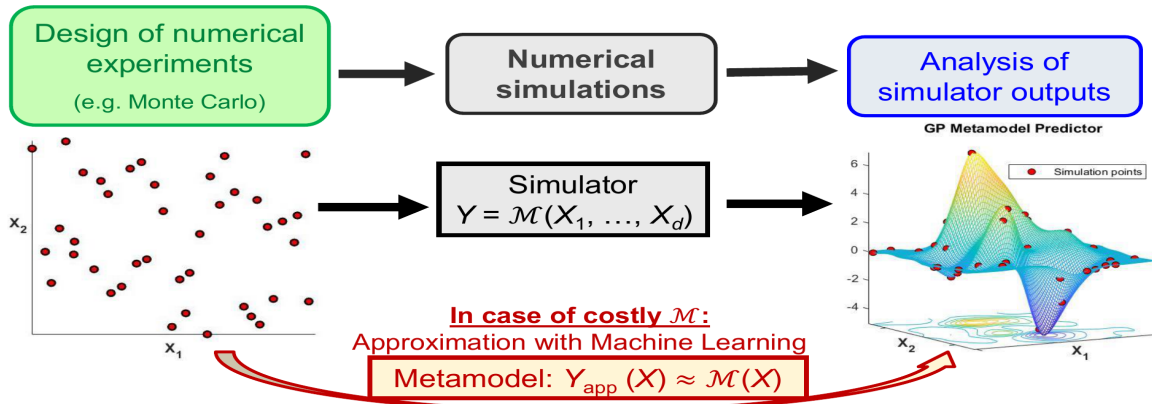 Design of numerical
experiments
(e.g. Monte Carlo)
Numerical
simulations
Analysis of
simulator outputs
GP Metamodel Predictor
X2
X1
Simulator
Y = ℳ(X1, …, Xd)
6
4
2
0
-2
-4
Simulation points
X2
X1
In case of costly ℳ:
Approximation with Machine Learning
Metamodel: Yapp (X) ≈ ℳ(X)